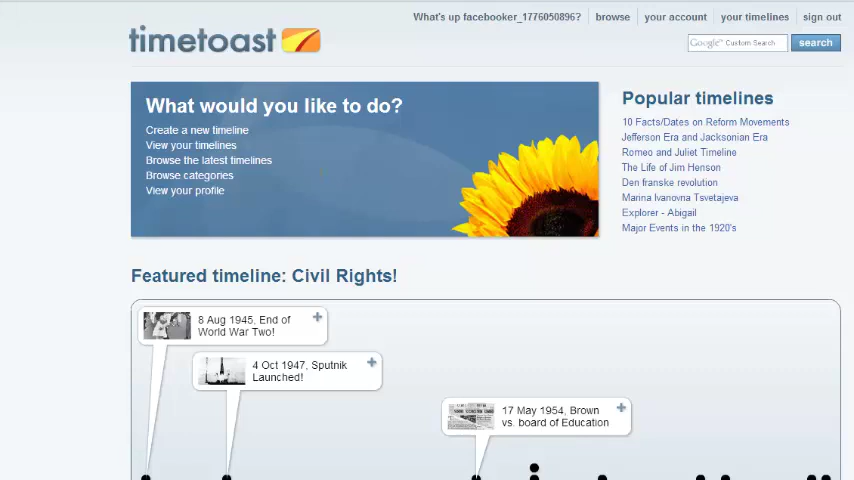 What's up facebooker_1776050896? browse your account your timelines sign out
timetoast
Google™ Custom Search search
What would you like to do?
Create a new timeline
View your timelines
Browse the latest timelines
Browse categories
View your profile
Popular timelines
10 Facts/Dates on Reform Movements
Jefferson Era and Jacksonian Era
Romeo and Juliet Timeline
The Life of Jim Henson
Den franske revolution
Marina Ivanovna Tsvetajeva
Explorer - Abigail
Major Events in the 1920's
Featured timeline: Civil Rights!
8 Aug 1945, End of
World War Two!
4 Oct 1947, Sputnik
Launched!
17 May 1954, Brown
vs. board of Education